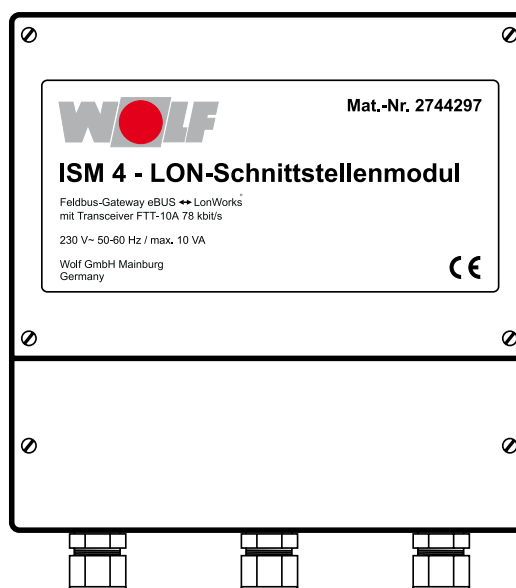 WOLF
Mat.-Nr. 2744297
ISM 4 - LON-Schnittstellenmodul
Feldbus-Gateway eBUS ↔ LonWorks®
mit Transceiver FTT-10A 78 kbit/s
230 V~ 50-60 Hz / max. 10 VA
Wolf GmbH Mainburg
Germany
CE